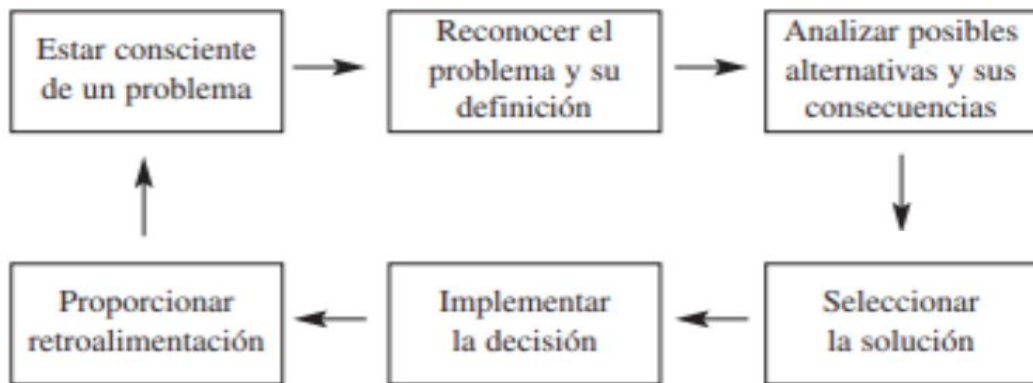 Estar consciente
de un problema
Reconocer el
problema y su
definición
Analizar posibles
alternativas y sus
consecuencias
Seleccionar
la solución
Implementar
la decisión
Proporcionar
retroalimentación